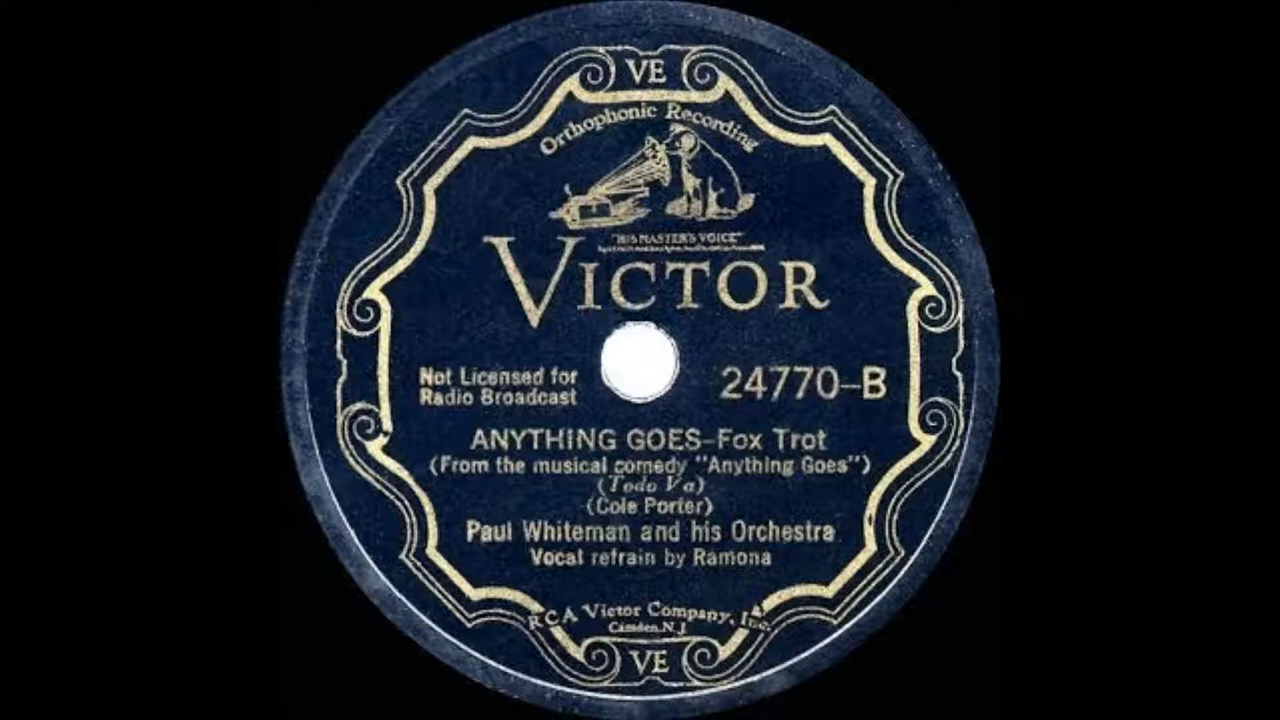 VE
Orthophonic Recording
"HIS MASTER'S VOICE"
VICTOR
Not Licensed for
Radio Broadcast
24770-B
ANYTHING GOES-Fox Trot
(From the musical comedy "Anything Goes")
(Todo Va)
(Cole Porter)
Paul Whiteman and his Orchestra
Vocal refrain by Ramona
RCA Victor Company, Inc.
Camden, N.J.
VE